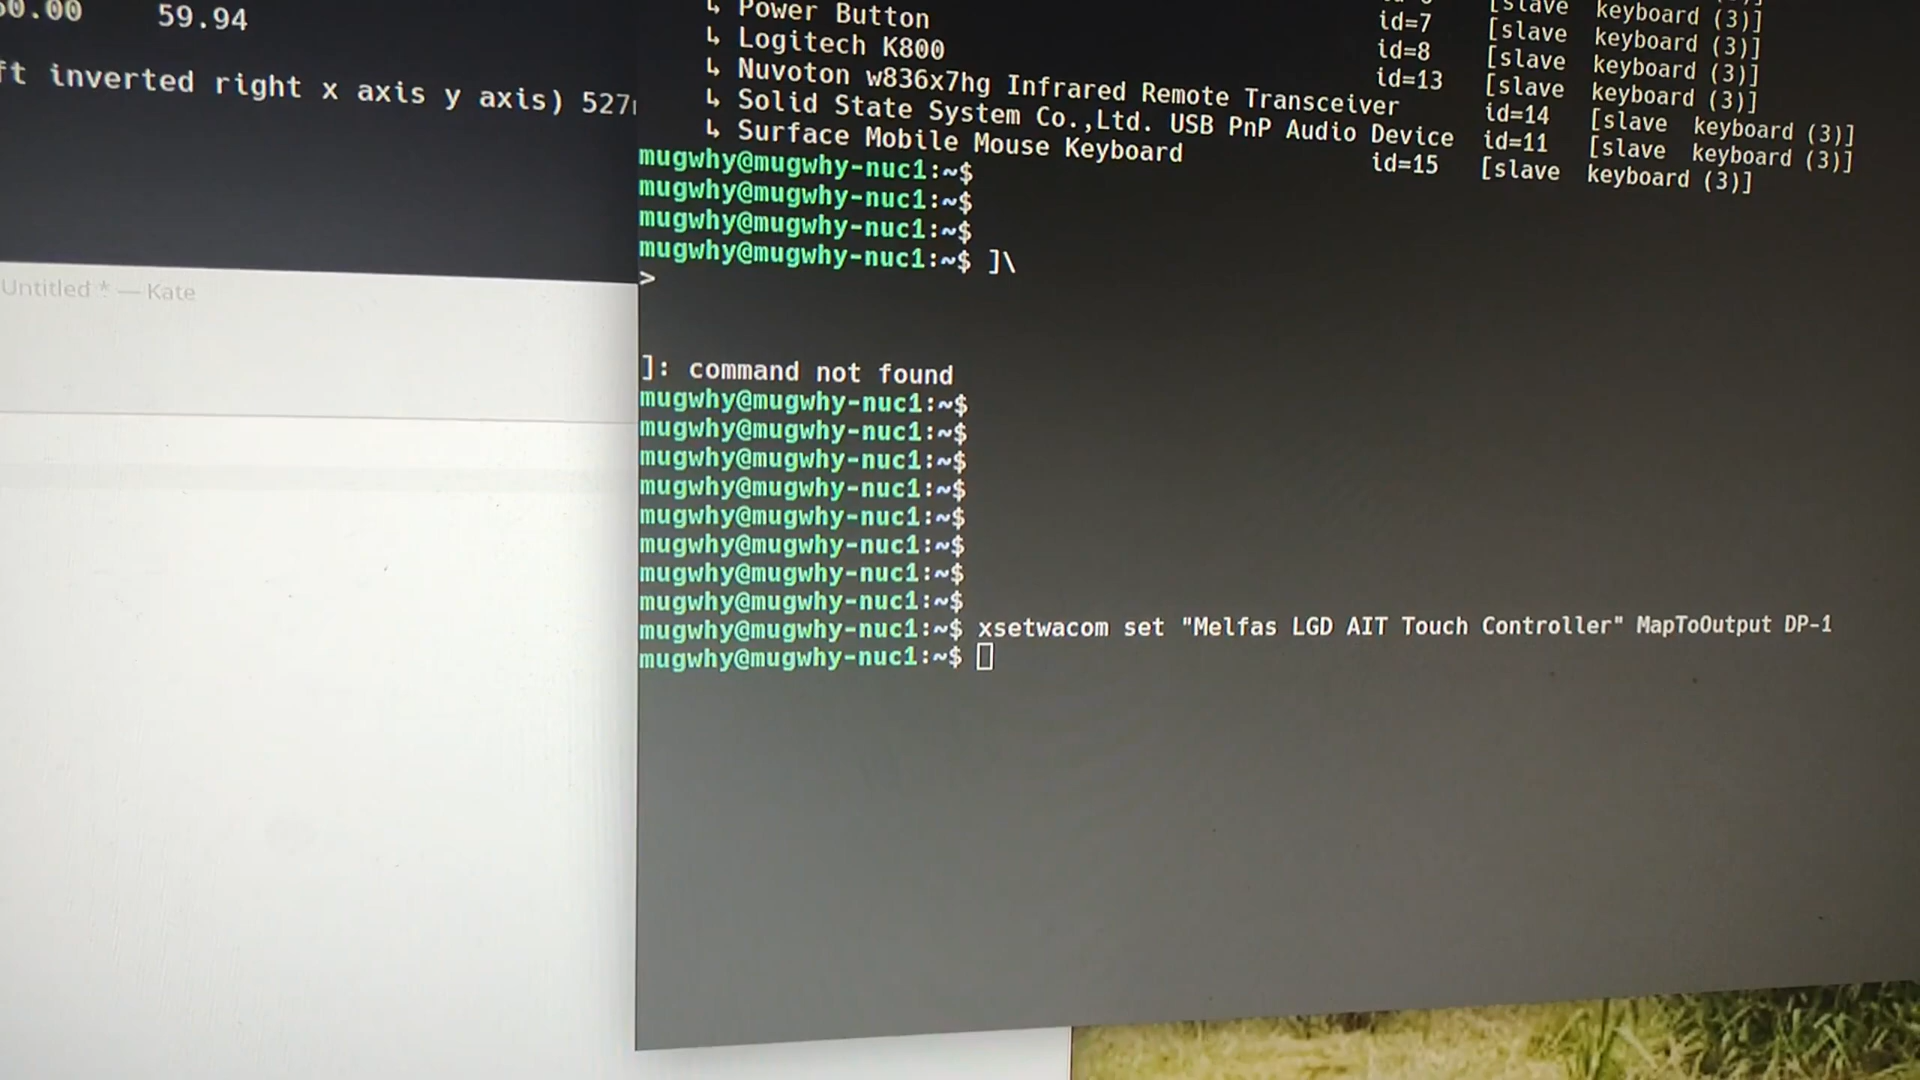 60.00 59.94
ft inverted right x axis y axis) 527
Untitled * — Kate
[slave keyboard (3)]
↳ Power Button id=7 [slave keyboard (3)]
↳ Logitech K800 id=8 [slave keyboard (3)]
↳ Nuvoton w836x7hg Infrared Remote Transceiver id=13 [slave keyboard (3)]
↳ Solid State System Co.,Ltd. USB PnP Audio Device id=14 [slave keyboard (3)]
id=11 [slave keyboard (3)]
↳ Surface Mobile Mouse Keyboard id=15 [slave keyboard (3)]
mugwhy@mugwhy-nuc1:~$
mugwhy@mugwhy-nuc1:~$
mugwhy@mugwhy-nuc1:~$
mugwhy@mugwhy-nuc1:~$ ]\
>
]: command not found
mugwhy@mugwhy-nuc1:~$
mugwhy@mugwhy-nuc1:~$
mugwhy@mugwhy-nuc1:~$
mugwhy@mugwhy-nuc1:~$
mugwhy@mugwhy-nuc1:~$
mugwhy@mugwhy-nuc1:~$
mugwhy@mugwhy-nuc1:~$
mugwhy@mugwhy-nuc1:~$
mugwhy@mugwhy-nuc1:~$ xsetwacom set "Melfas LGD AIT Touch Controller" MapToOutput DP-1
mugwhy@mugwhy-nuc1:~$